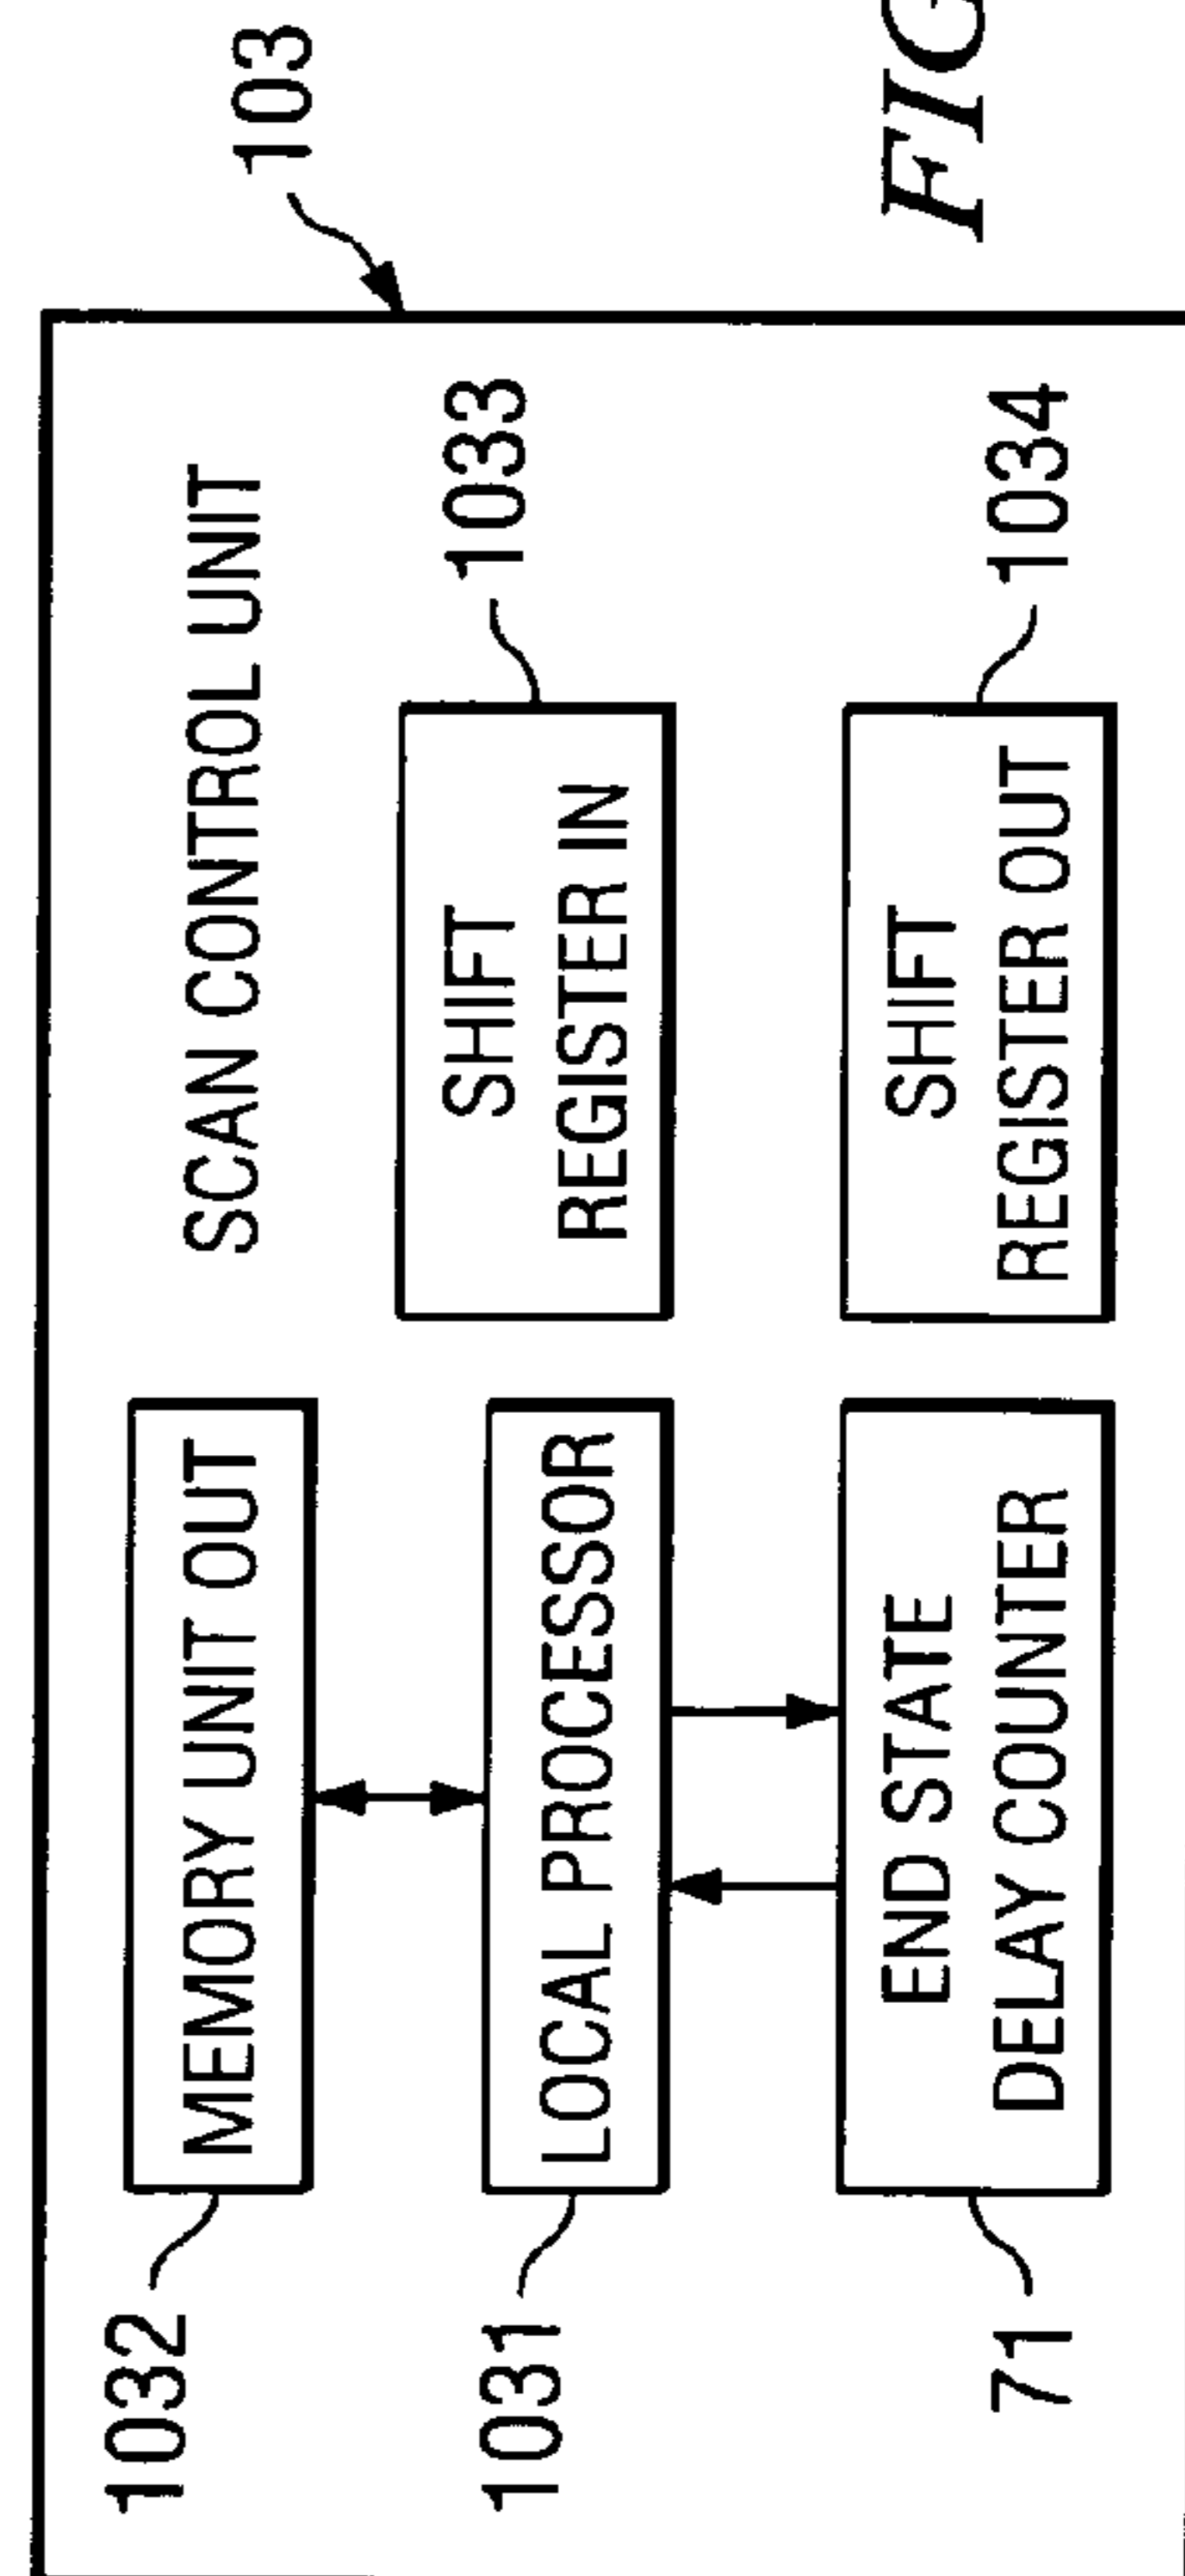 103
SCAN CONTROL UNIT
1032
MEMORY UNIT OUT
1033
SHIFT
REGISTER IN
1031
LOCAL PROCESSOR
71
END STATE
DELAY COUNTER
SHIFT
REGISTER OUT
1034
FIG